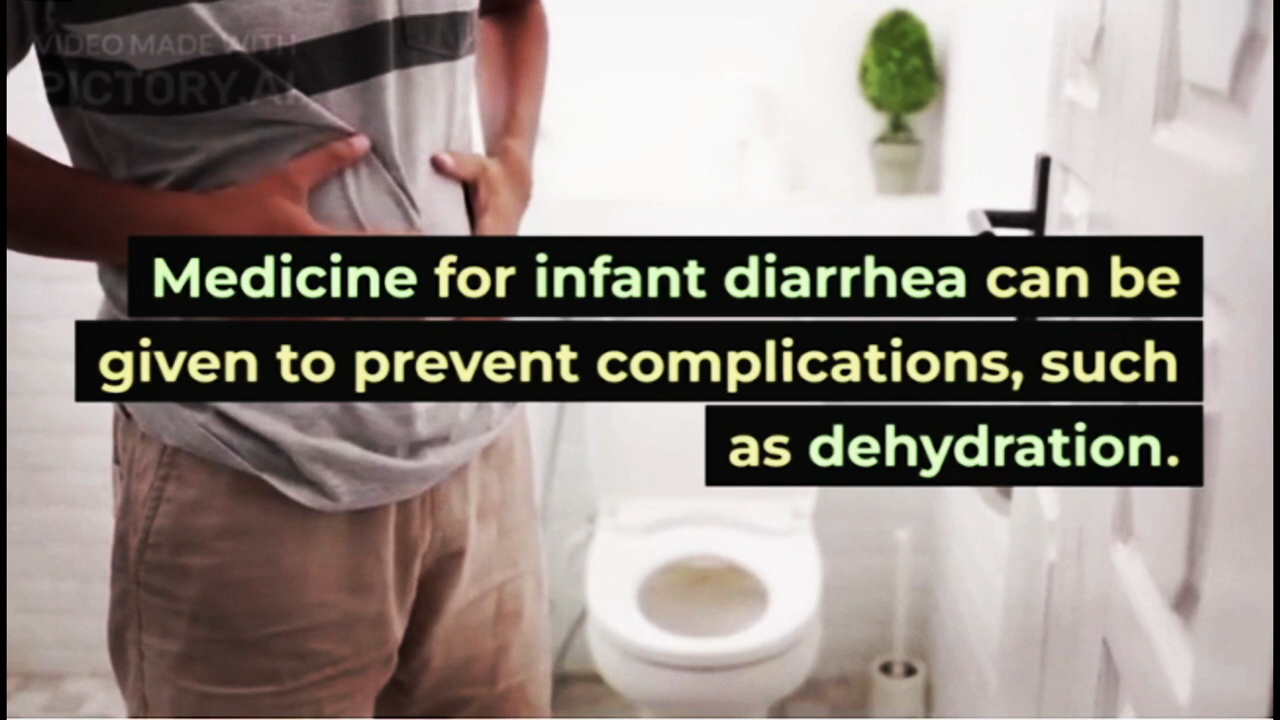 VIDEO MADE WITH
PICTORY.AI
Medicine for infant diarrhea can be
given to prevent complications, such
as dehydration.